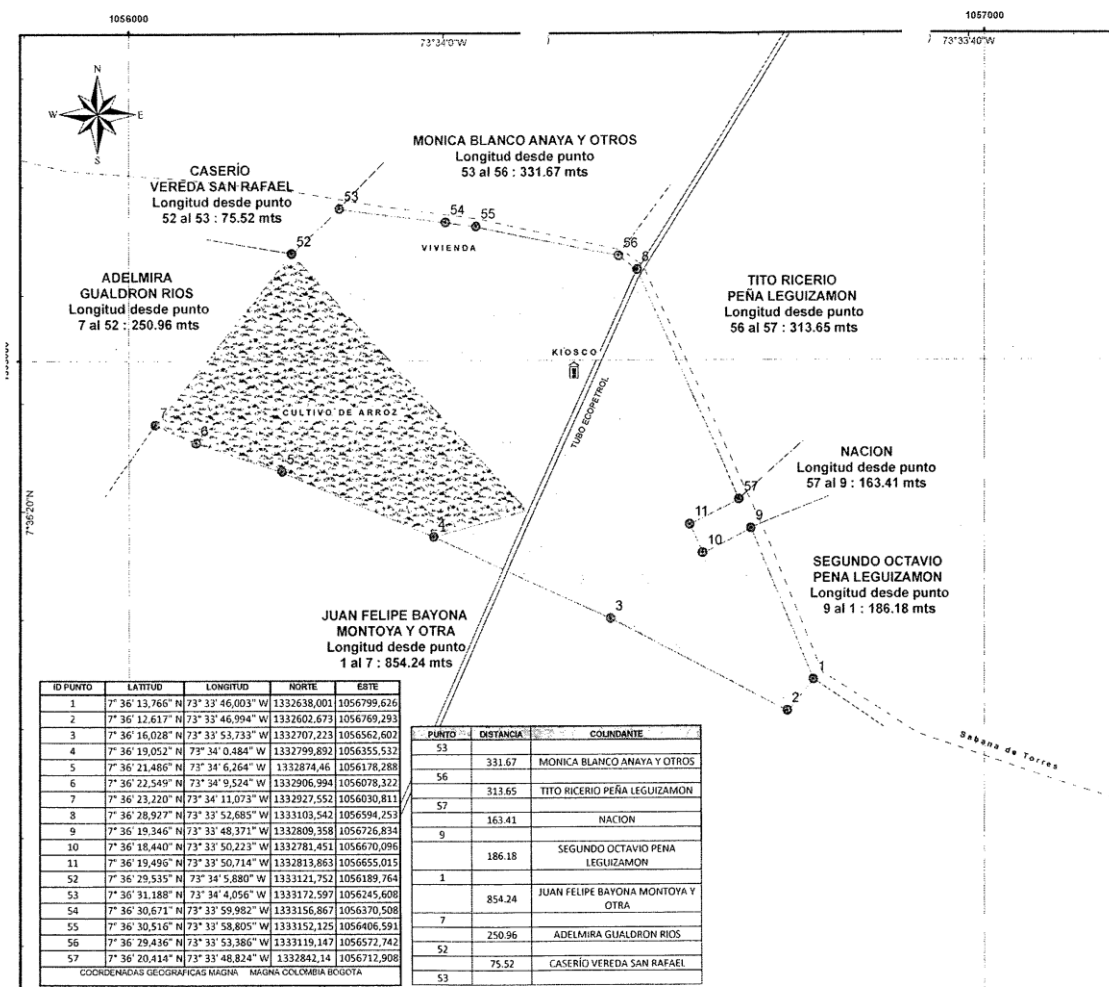 1056000
1057000
73°34'0"W
73°33'40"W
N
W
E
S
MONICA BLANCO ANAYA Y OTROS
Longitud desde punto
53 al 56 : 331.67 mts
CASERÍO
VEREDA SAN RAFAEL
Longitud desde punto
52 al 53 : 75.52 mts
53
54
55
56
8
52
VIVIENDA
ADELMIRA
GUALDRON RIOS
Longitud desde punto
7 al 52 : 250.96 mts
TITO RICERIO
PEÑA LEGUIZAMON
Longitud desde punto
56 al 57 : 313.65 mts
KIOSCO
TUBO ECOPETROL
CULTIVO DE ARROZ
7
6
5
4
7°36'20"N
NACION
Longitud desde punto
57 al 9 : 163.41 mts
57
11
9
10
SEGUNDO OCTAVIO
PENA LEGUIZAMON
Longitud desde punto
9 al 1 : 186.18 mts
3
JUAN FELIPE BAYONA
MONTOYA Y OTRA
Longitud desde punto
1 al 7 : 854.24 mts
1
2
Sabana de Torres
ID PUNTO LATITUD LONGITUD NORTE ESTE
1 7° 36' 13,766" N 73° 33' 46,003" W 1332638,001 1056799,626
2 7° 36' 12,617" N 73° 33' 46,994" W 1332602,673 1056769,293
3 7° 36' 16,028" N 73° 33' 53,733" W 1332707,223 1056562,602
4 7° 36' 19,052" N 73° 34' 0,484" W 1332799,892 1056355,532
5 7° 36' 21,486" N 73° 34' 6,264" W 1332874,46 1056178,288
6 7° 36' 22,549" N 73° 34' 9,524" W 1332906,994 1056078,322
7 7° 36' 23,220" N 73° 34' 11,073" W 1332927,552 1056030,811
8 7° 36' 28,927" N 73° 33' 52,685" W 1333103,542 1056594,253
9 7° 36' 19,346" N 73° 33' 48,371" W 1332809,358 1056726,834
10 7° 36' 18,440" N 73° 33' 50,223" W 1332781,451 1056670,096
11 7° 36' 19,496" N 73° 33' 50,714" W 1332813,863 1056655,015
52 7° 36' 29,535" N 73° 34' 5,880" W 1333121,752 1056189,764
53 7° 36' 31,188" N 73° 34' 4,056" W 1333172,597 1056245,608
54 7° 36' 30,671" N 73° 33' 59,982" W 1333156,867 1056370,508
55 7° 36' 30,516" N 73° 33' 58,805" W 1333152,125 1056406,591
56 7° 36' 29,436" N 73° 33' 53,386" W 1333119,147 1056572,742
57 7° 36' 20,414" N 73° 33' 48,824" W 1332842,14 1056712,908
COORDENADAS GEOGRAFICAS MAGNA MAGNA COLOMBIA BOGOTA
PUNTO DISTANCIA COLINDANTE
53
331.67 MONICA BLANCO ANAYA Y OTROS
56
313.65 TITO RICERIO PEÑA LEGUIZAMON
57
163.41 NACION
9
186.18 SEGUNDO OCTAVIO PENA
LEGUIZAMON
1
854.24 JUAN FELIPE BAYONA MONTOYA Y
OTRA
7
250.96 ADELMIRA GUALDRON RIOS
52
75.52 CASERÍO VEREDA SAN RAFAEL
53